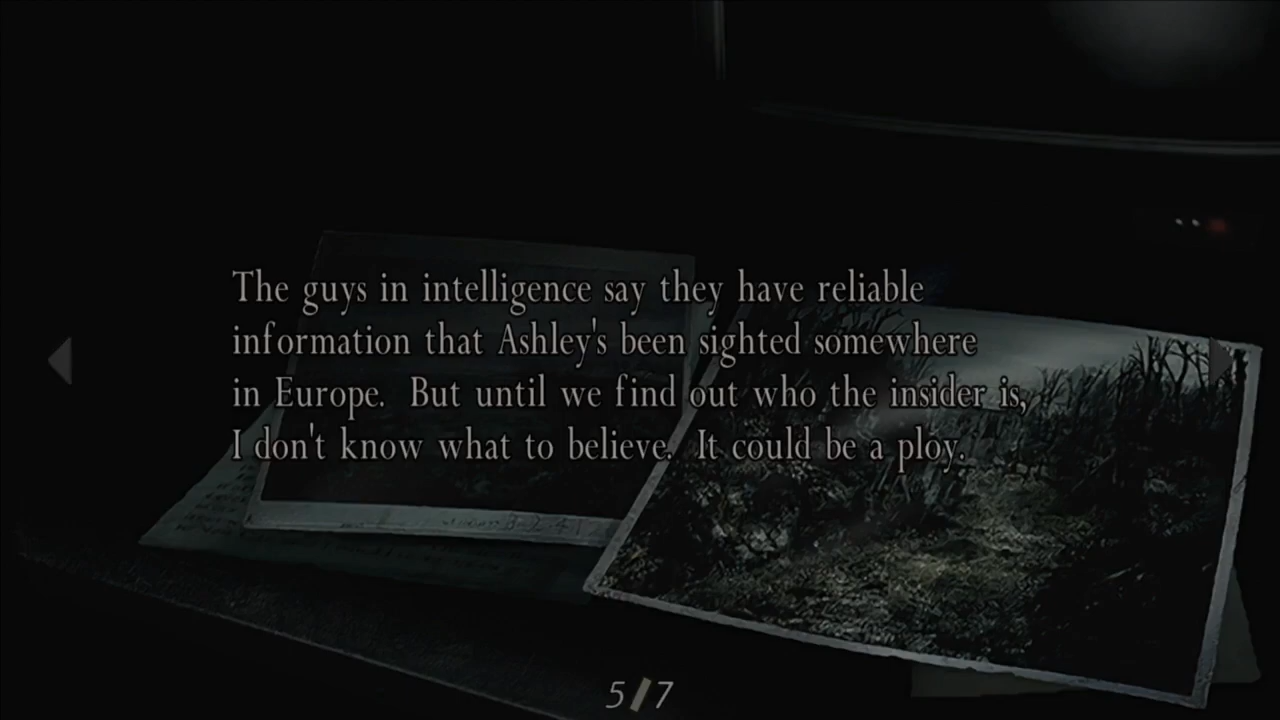 The guys in intelligence say they have reliable
information that Ashley's been sighted somewhere
in Europe.  But until we find out who the insider is,
I don't know what to believe.  It could be a ploy.
5/7